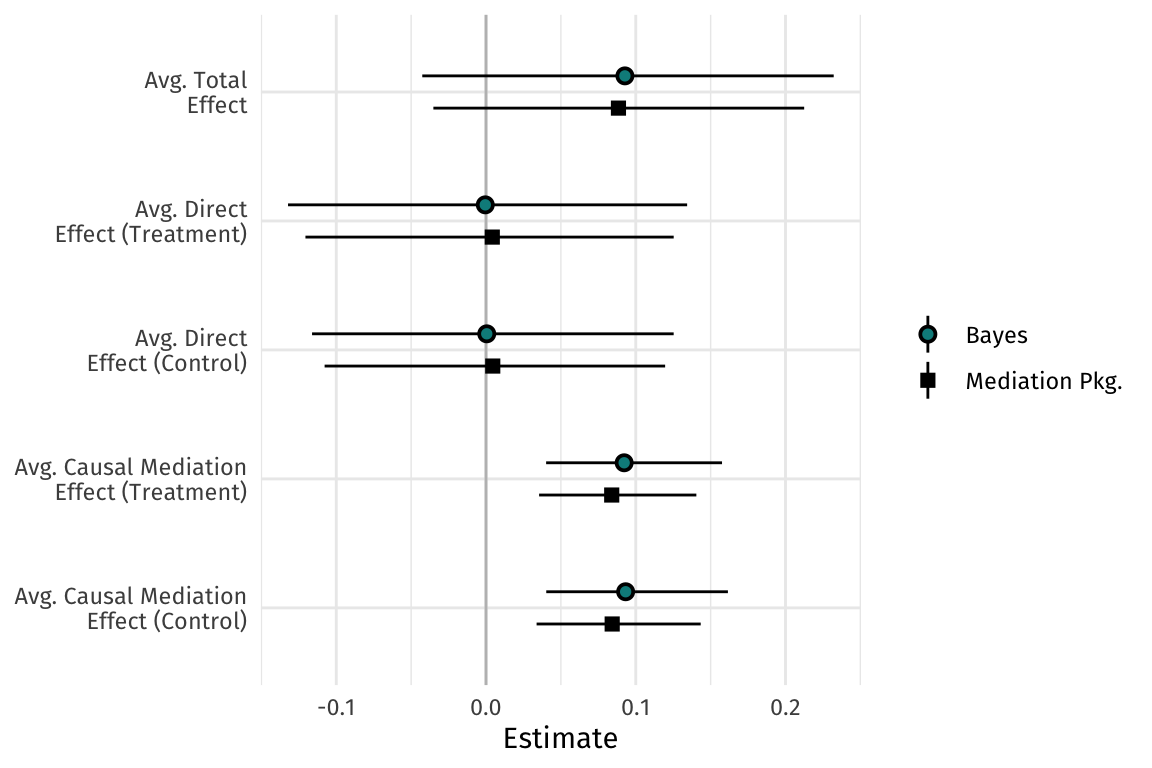 Avg. Total
Effect
Avg. Direct
Effect (Treatment)
Avg. Direct
Effect (Control)
Avg. Causal Mediation
Effect (Treatment)
Avg. Causal Mediation
Effect (Control)
-0.1 0.0 0.1 0.2
Estimate
Bayes
Mediation Pkg.